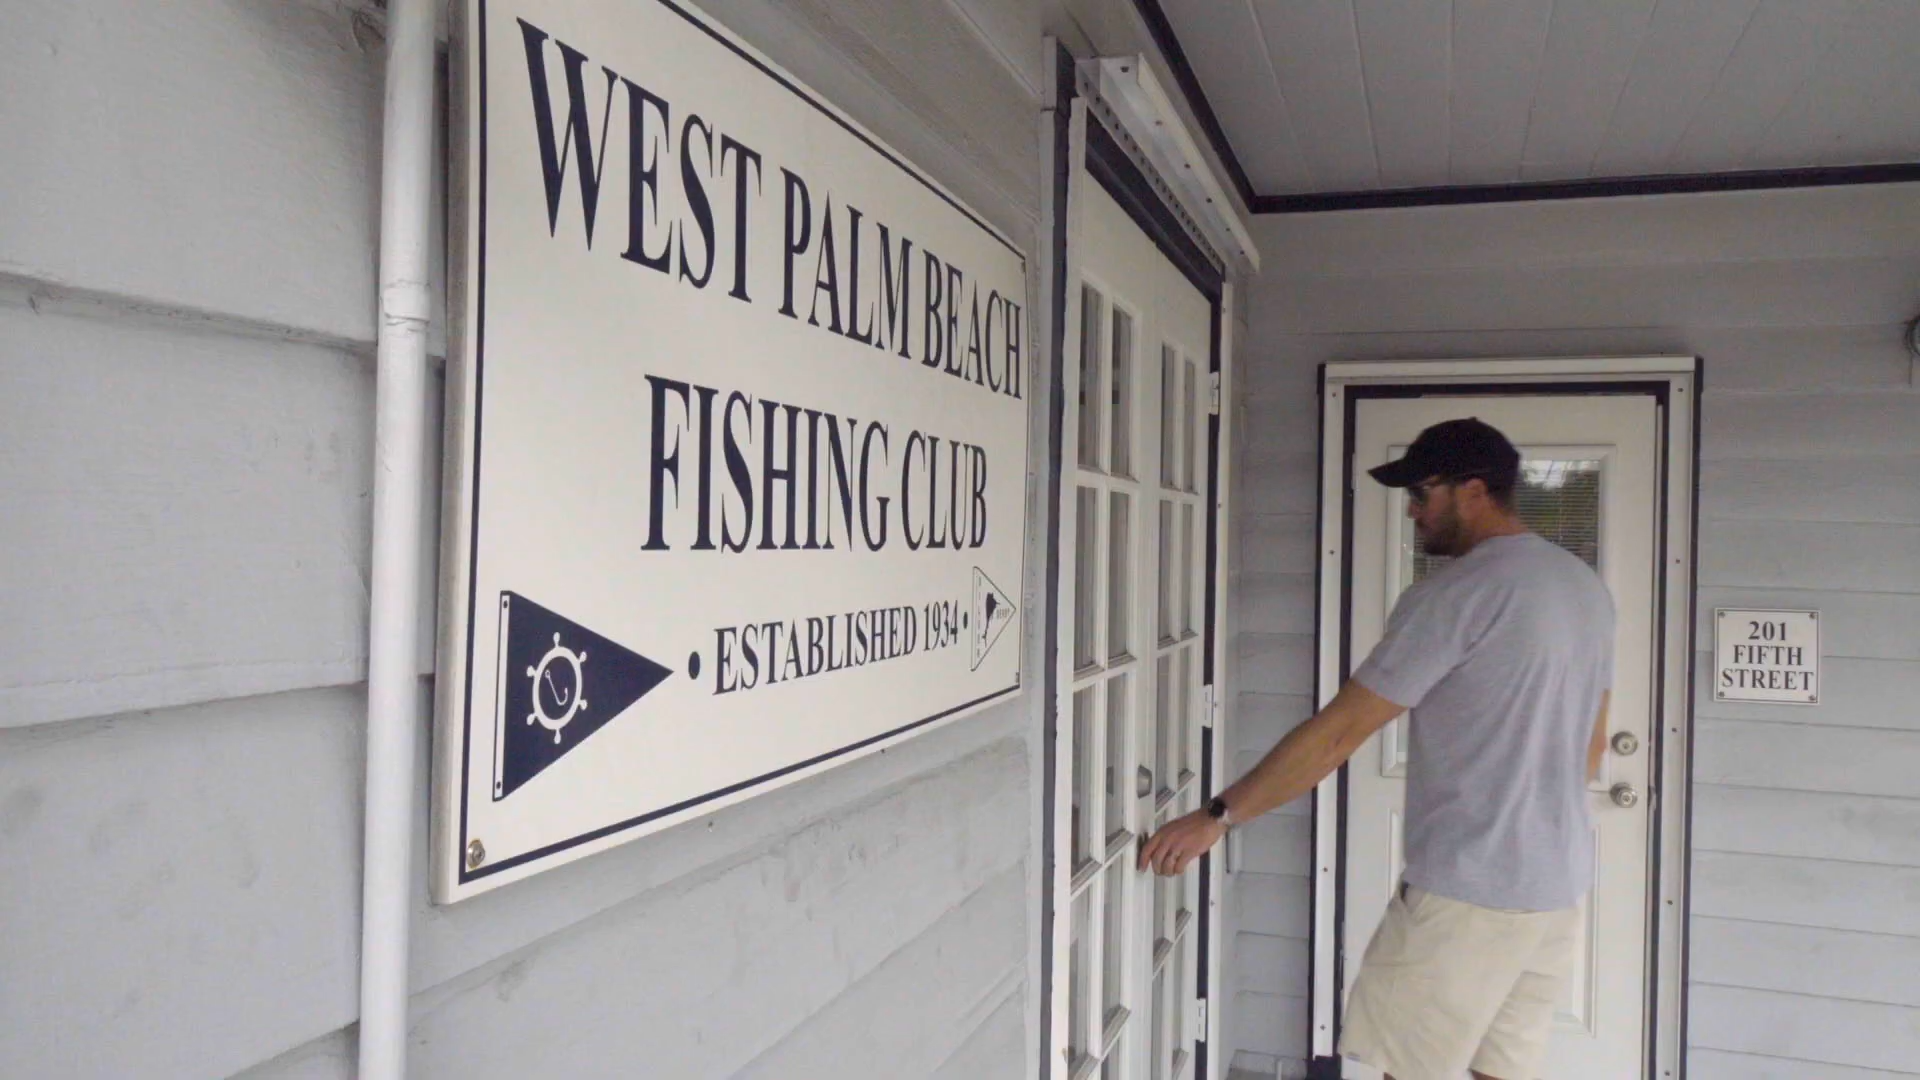 WEST PALM BEACH
FISHING CLUB
• ESTABLISHED 1934 •
201
FIFTH
STREET